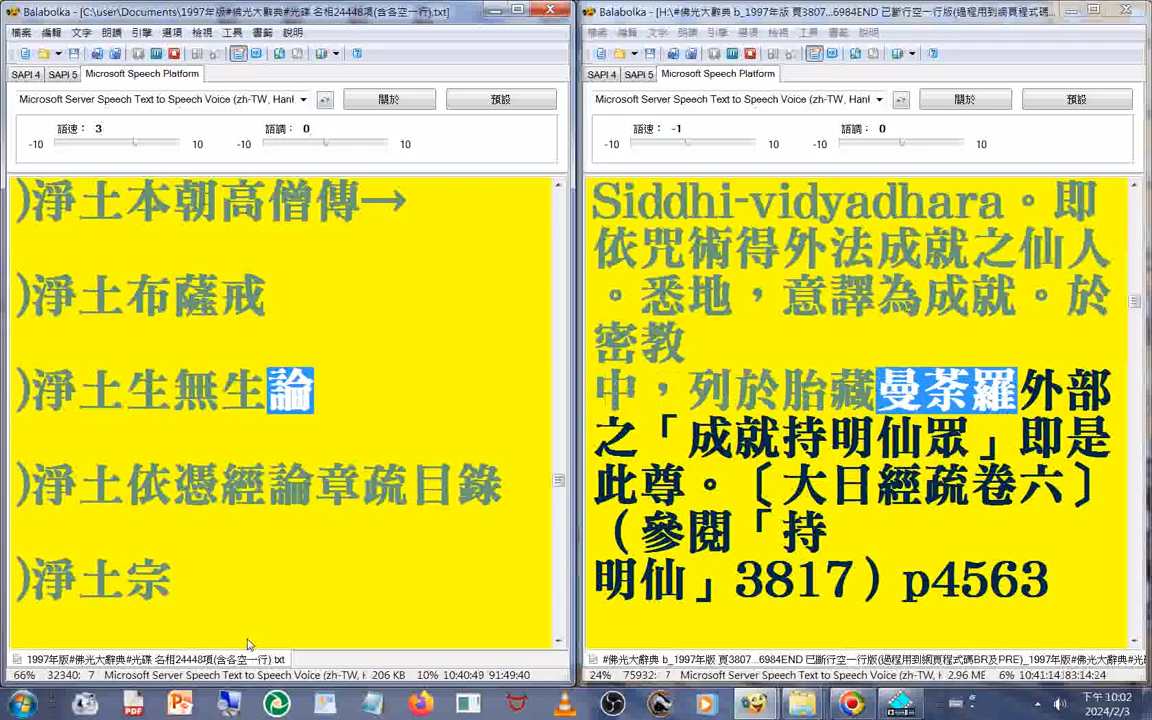 Balabolka - [C:\user\Documents\1997年版#佛光大辭典#光碟 名相24448項(含各空一行).txt]
檔案 編輯 文字 朗讀 引擎 選項 檢視 工具 書籤 說明
SAPI 4 SAPI 5 Microsoft Speech Platform
Microsoft Server Speech Text to Speech Voice (zh-TW, Hanl 關於 預設
語速： 3 語調： 0
-10 10 -10 10
)淨土本朝高僧傳→
)淨土布薩戒
)淨土生無生論
)淨土依憑經論章疏目錄
)淨土宗
1997年版#佛光大辭典#光碟 名相24448項(含各空一行).txt
66% 32340: 7 Microsoft Server Speech Text to Speech Voice (zh-TW, H 206 KB 10% 10:40:49 91:49:40
Balabolka - [H:\#佛光大辭典 b_1997年版 頁3807...6984END 已斷行空一行版(過程用到網頁程式碼...
檔案 編輯 文字 朗讀 引擎 選項 檢視 工具 書籤 說明
SAPI 4 SAPI 5 Microsoft Speech Platform
Microsoft Server Speech Text to Speech Voice (zh-TW, Hanl 關於 預設
語速： -1 語調： 0
-10 10 -10 10
Siddhi-vidyadhara。即
依咒術得外法成就之仙人
。悉地，意譯為成就。於
密教
中，列於胎藏曼荼羅外部
之「成就持明仙眾」即是
此尊。〔大日經疏卷六〕
（參閱「持
明仙」3817）p4563
#佛光大辭典 b_1997年版 頁3807...6984END 已斷行空一行版(過程用到網頁程式碼BR及PRE)_1997年版#光
24% 75932: 7 Microsoft Server Speech Text to Speech Voice (zh-TW, H 2.96 ME 6% 10:41:14 83:14:24
下午 10:02
2024/2/3